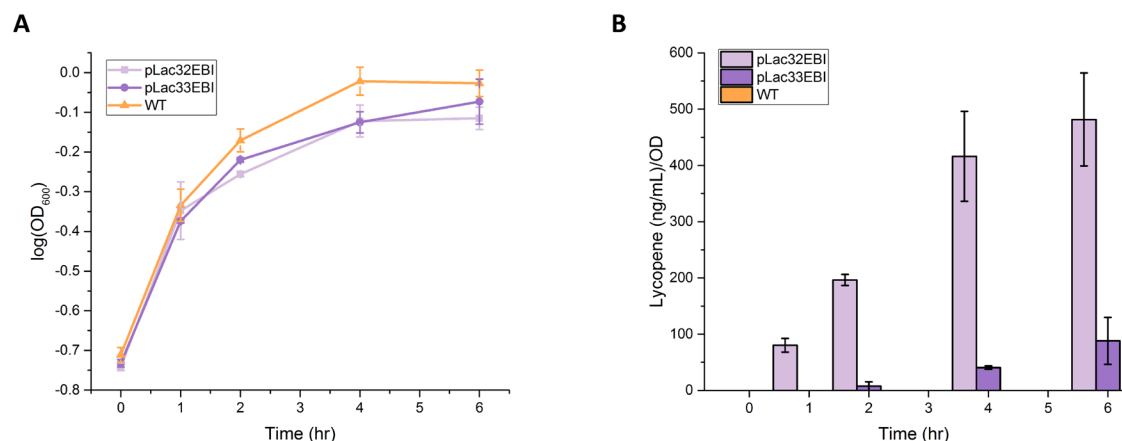 A
pLac32EBI
pLac33EBI
WT
0.0
-0.1
-0.2
-0.3
-0.4
-0.5
-0.6
-0.7
-0.8
log(OD₆₀₀)
0 1 2 3 4 5 6
Time (hr)
B
pLac32EBI
pLac33EBI
WT
600
500
400
300
200
100
0
Lycopene (ng/mL)/OD
0 1 2 3 4 5 6
Time (hr)